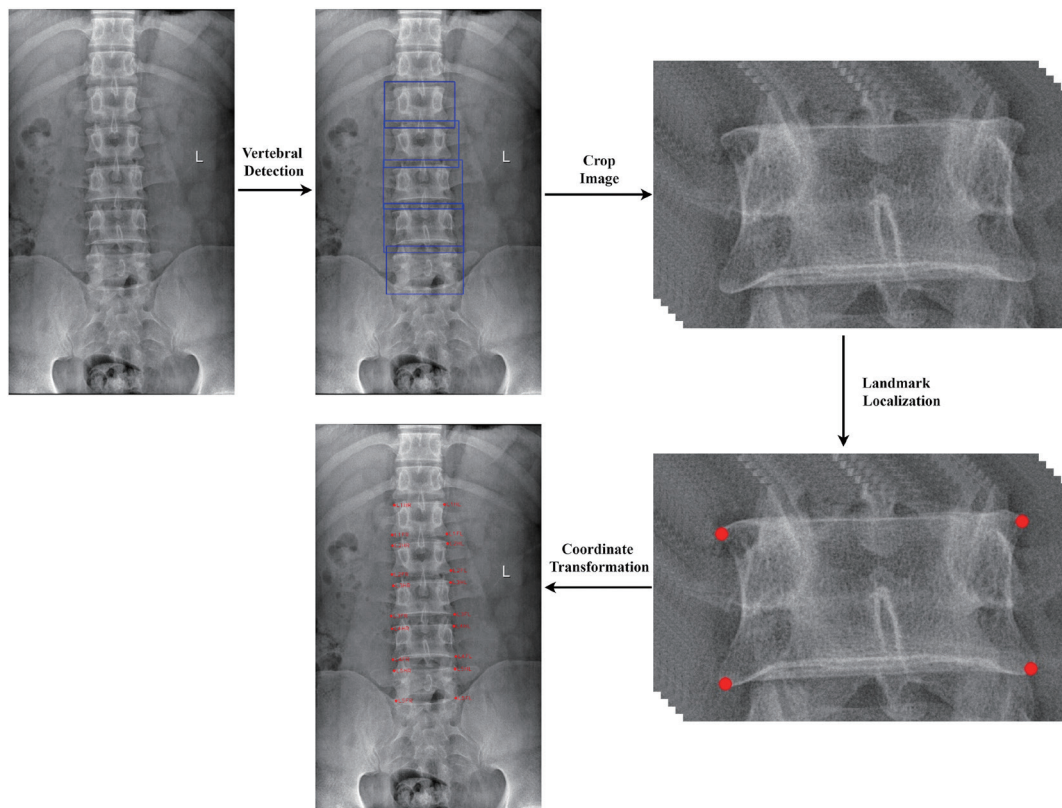 L
Vertebral
Detection
L
Crop
Image
Landmark
Localization
Coordinate
Transformation
L